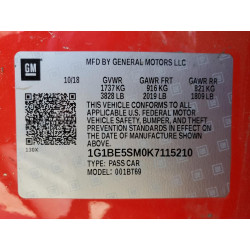 GM
MFD BY GENERAL MOTORS LLC
10/18 GVWR GAWR FRT GAWR RR
1737 KG 916 KG 821 KG
3828 LB 2019 LB 1809 LB
THIS VEHICLE CONFORMS TO ALL
APPLICABLE U.S. FEDERAL MOTOR
VEHICLE SAFETY, BUMPER, AND THEFT
PREVENTION STANDARDS IN EFFECT ON
THE DATE OF MANUFACTURE SHOWN
ABOVE.
1G1BE5SM0K7115210
TYPE: PASS CAR
MODEL: 001BT69